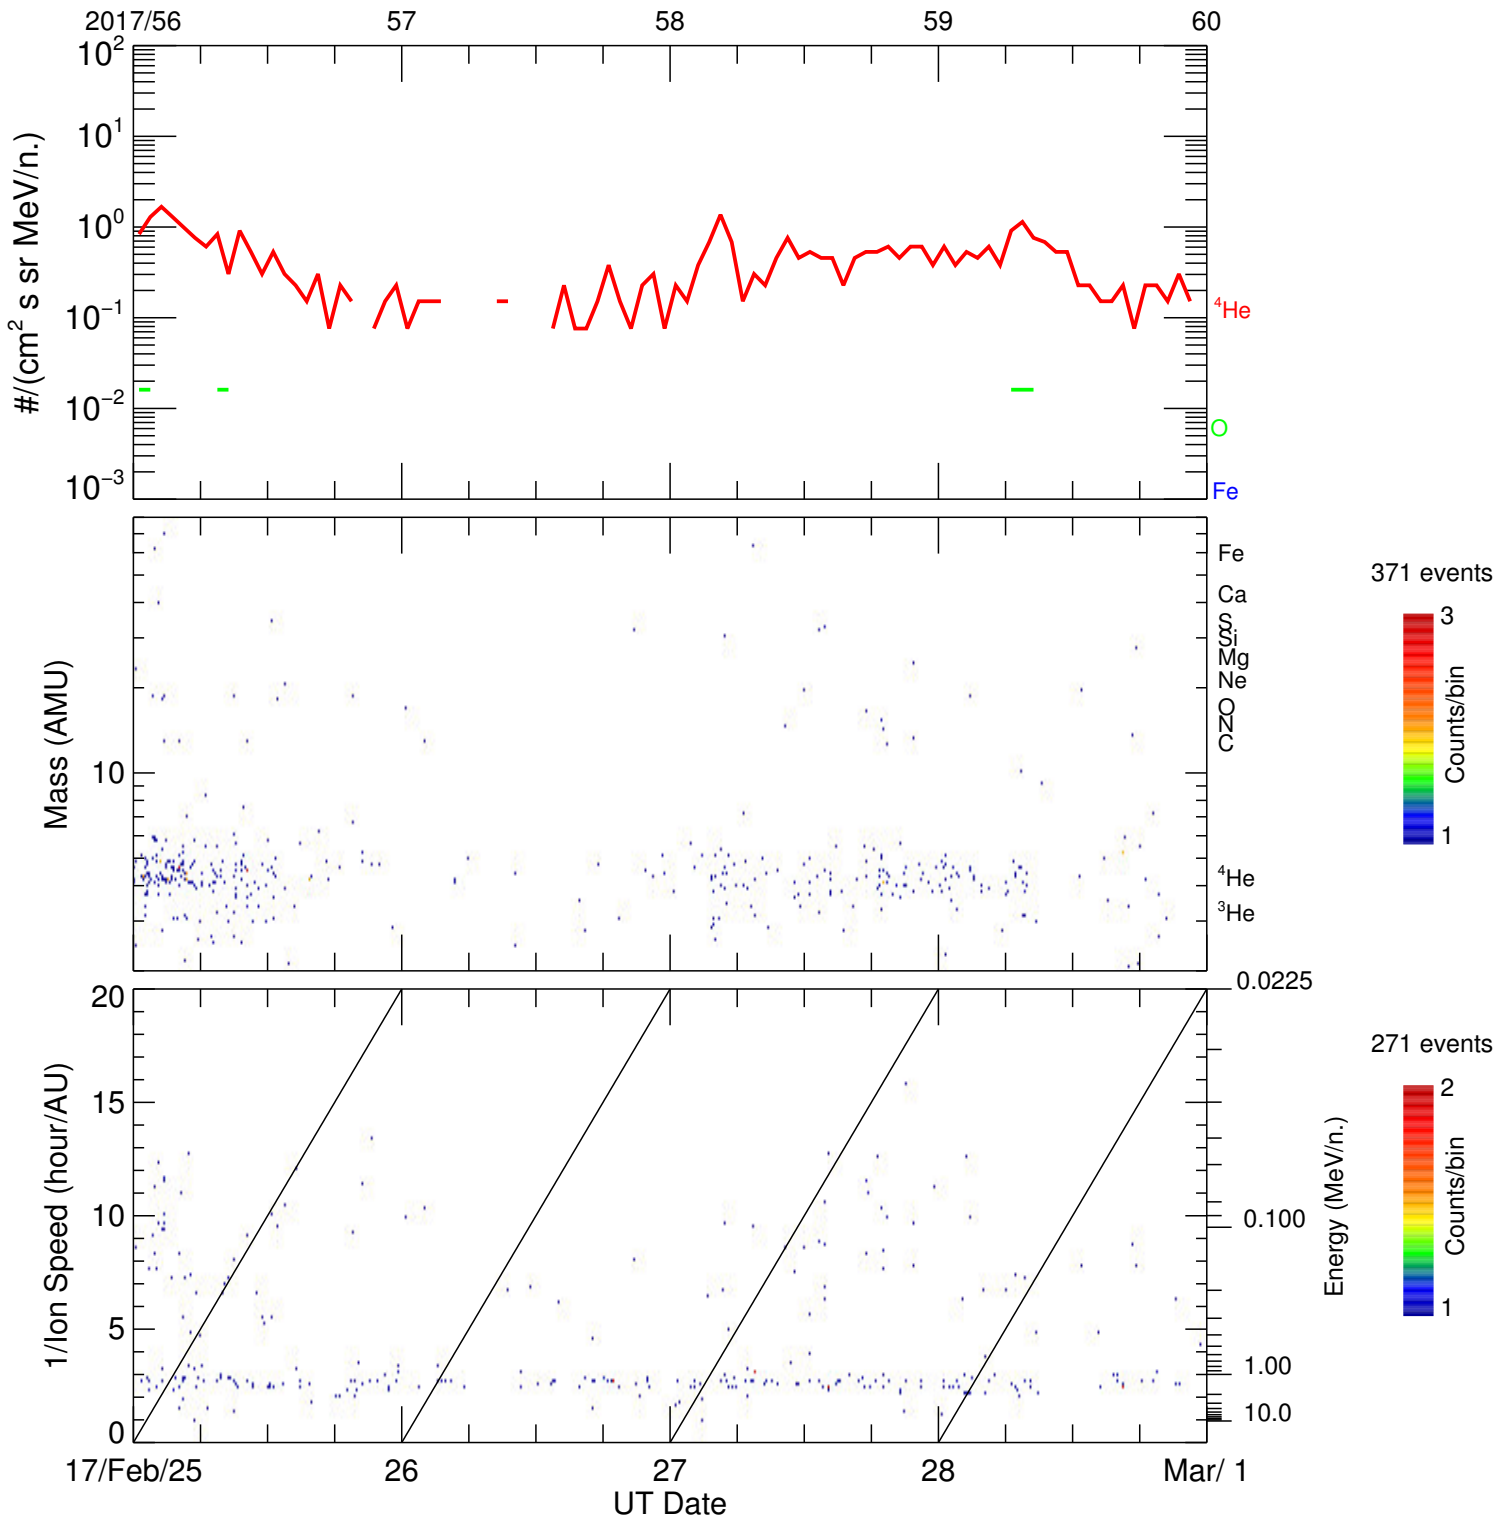 2017/56 57 58 59 60
10² 10¹ 10⁰ 10⁻¹ 10⁻² 10⁻³
#/(cm² s sr MeV/n.)
⁴He
O
Fe
Mass (AMU)
10
Fe
Ca
S
Si
Mg
Ne
O
N
C
⁴He
³He
371 events
3
Counts/bin
1
1/Ion Speed (hour/AU)
20
15
10
5
0
0.0225
0.100
1.00
10.0
Energy (MeV/n.)
271 events
2
Counts/bin
1
17/Feb/25 26 27 28 Mar/ 1
UT Date